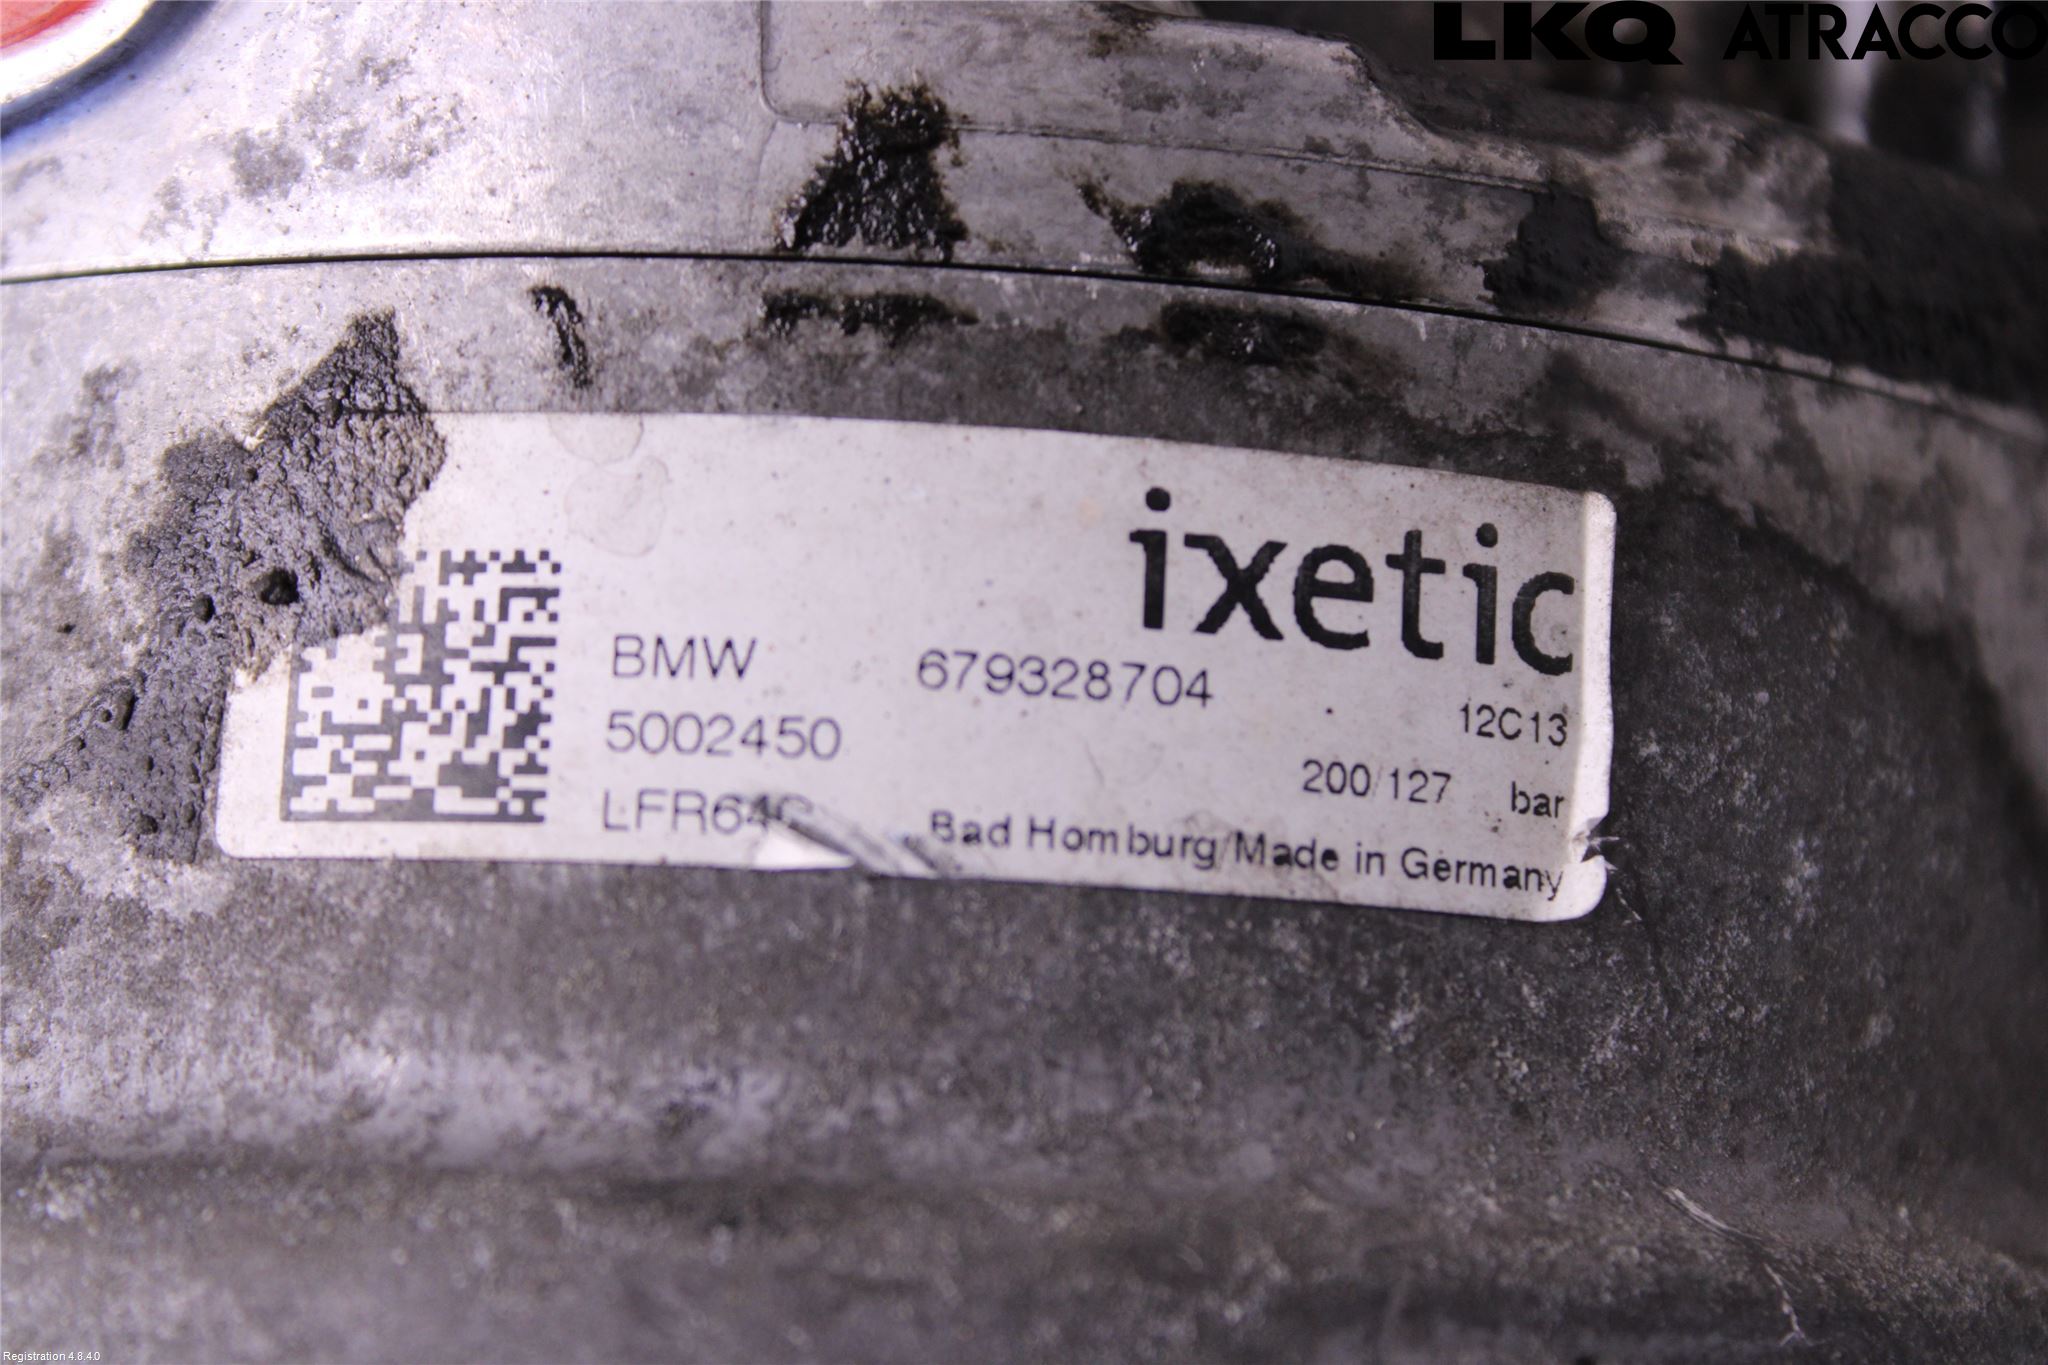 LKQ ATRACCO
ixetic
BMW 679328704
5002450 12C13
200/127 bar
Bad Homburg/Made in Germany
Registration 4.8.4.0